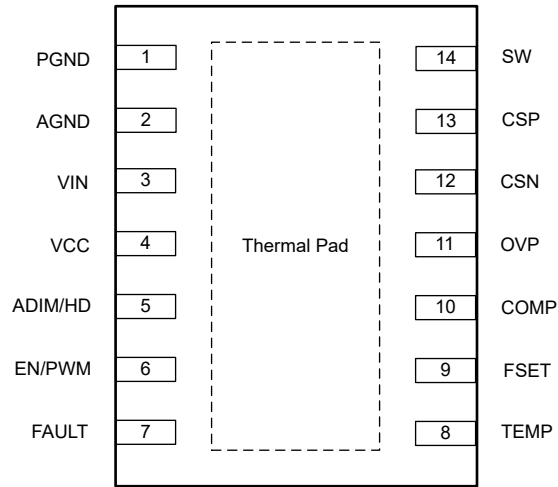 PGND 1 14 SW
AGND 2 13 CSP
VIN 3 12 CSN
VCC 4 Thermal Pad 11 OVP
ADIM/HD 5 10 COMP
EN/PWM 6 9 FSET
FAULT 7 8 TEMP